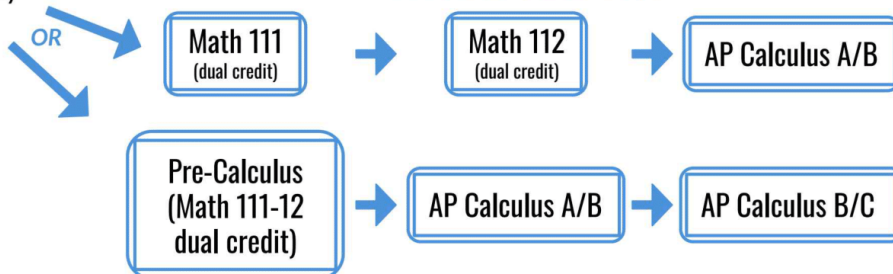 OR
Math 111
(dual credit)
Math 112
(dual credit)
AP Calculus A/B
Pre-Calculus
(Math 111-12
dual credit)
AP Calculus A/B
AP Calculus B/C